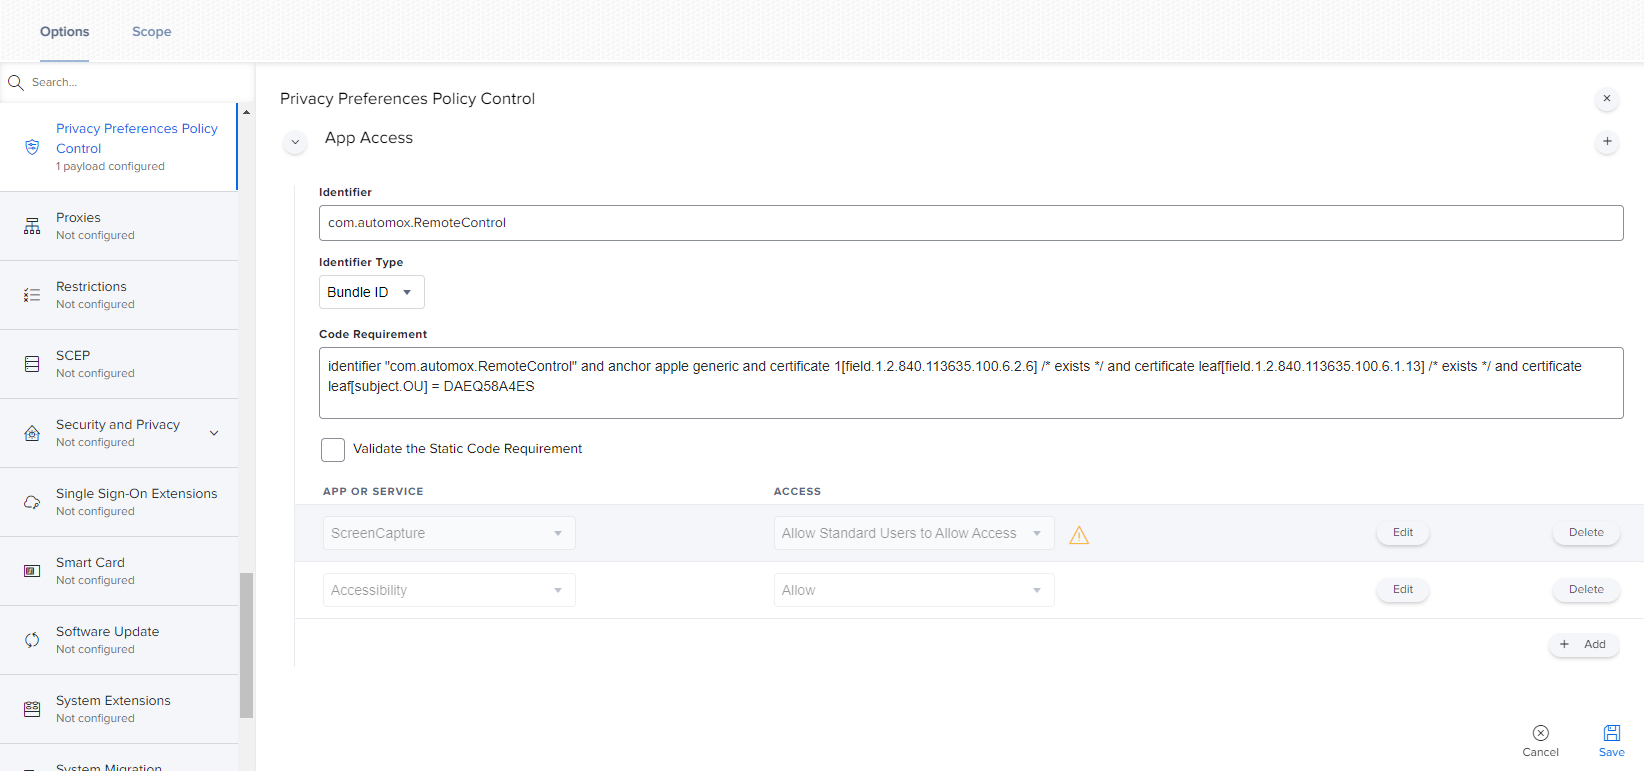 Options
Scope
Search...
Privacy Preferences Policy
Control
1 payload configured
Proxies
Not configured
Restrictions
Not configured
SCEP
Not configured
Security and Privacy
Not configured
Single Sign-On Extensions
Not configured
Smart Card
Not configured
Software Update
Not configured
System Extensions
Not configured
System Migration
Privacy Preferences Policy Control
App Access
Identifier
com.automox.RemoteControl
Identifier Type
Bundle ID
Code Requirement
identifier "com.automox.RemoteControl" and anchor apple generic and certificate 1[field.1.2.840.113635.100.6.2.6] /* exists */ and certificate leaf[field.1.2.840.113635.100.6.1.13] /* exists */ and certificate
leaf[subject.OU] = DAEQ58A4ES
Validate the Static Code Requirement
APP OR SERVICE
ACCESS
ScreenCapture
Allow Standard Users to Allow Access
Edit
Delete
Accessibility
Allow
Edit
Delete
+ Add
Cancel
Save